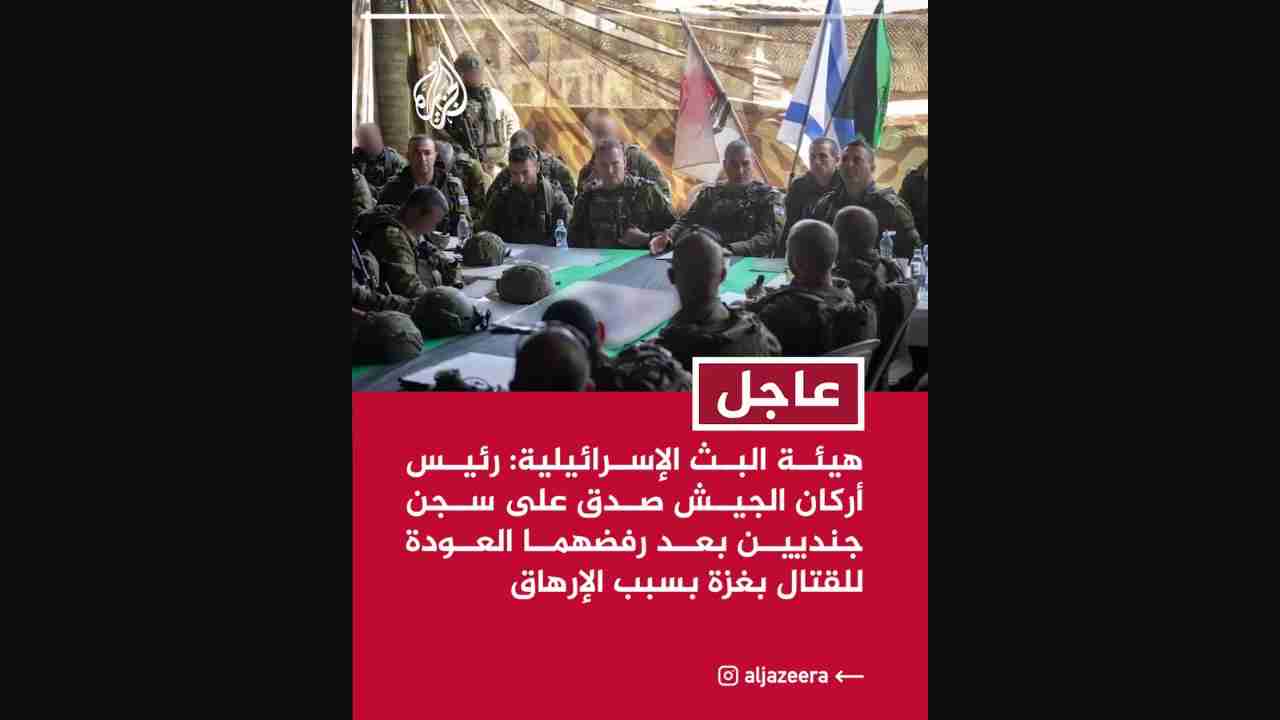 عاجل
هيئة البث الإسرائيلية: رئيس
أركان الجيش صدق على سجن
جنديين بعد رفضهما العودة
للقتال بغزة بسبب الإرهاق
aljazeera